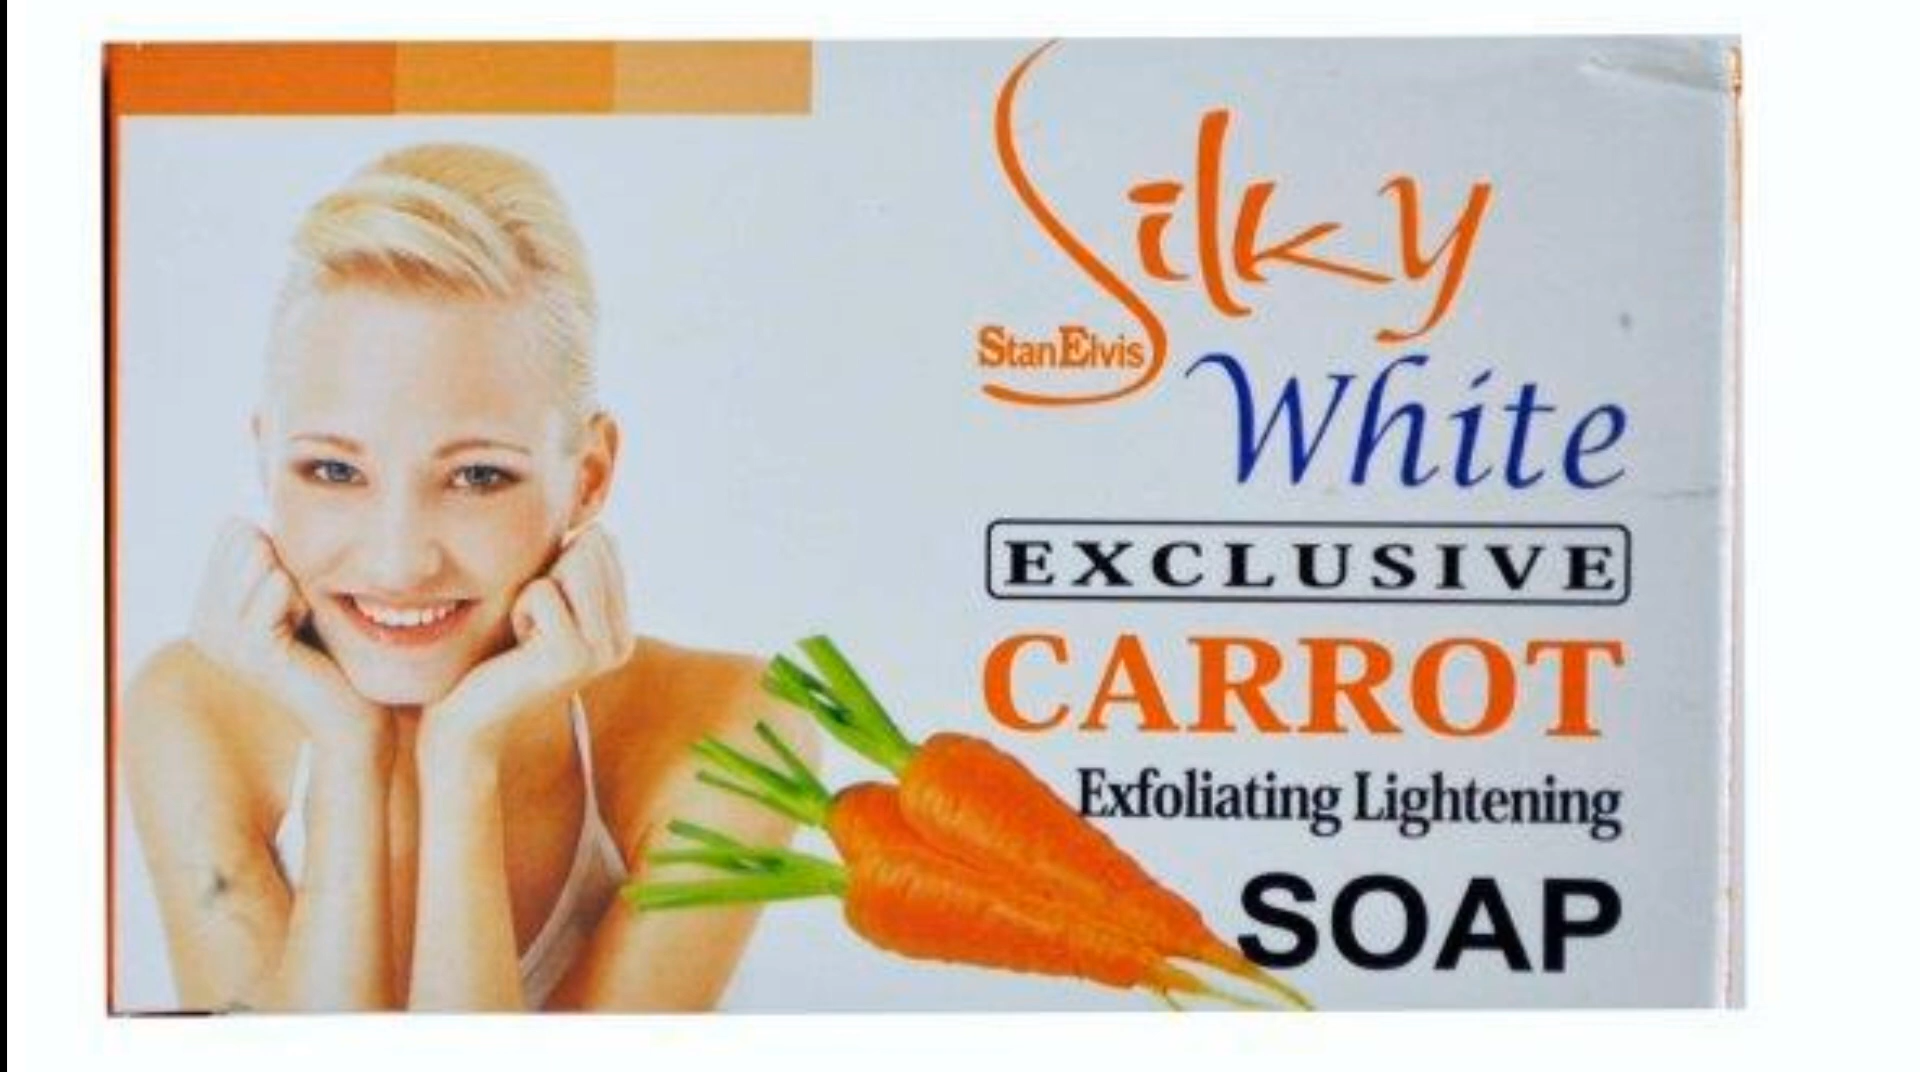 Silky
StanElvis
White
EXCLUSIVE
CARROT
Exfoliating Lightening
SOAP